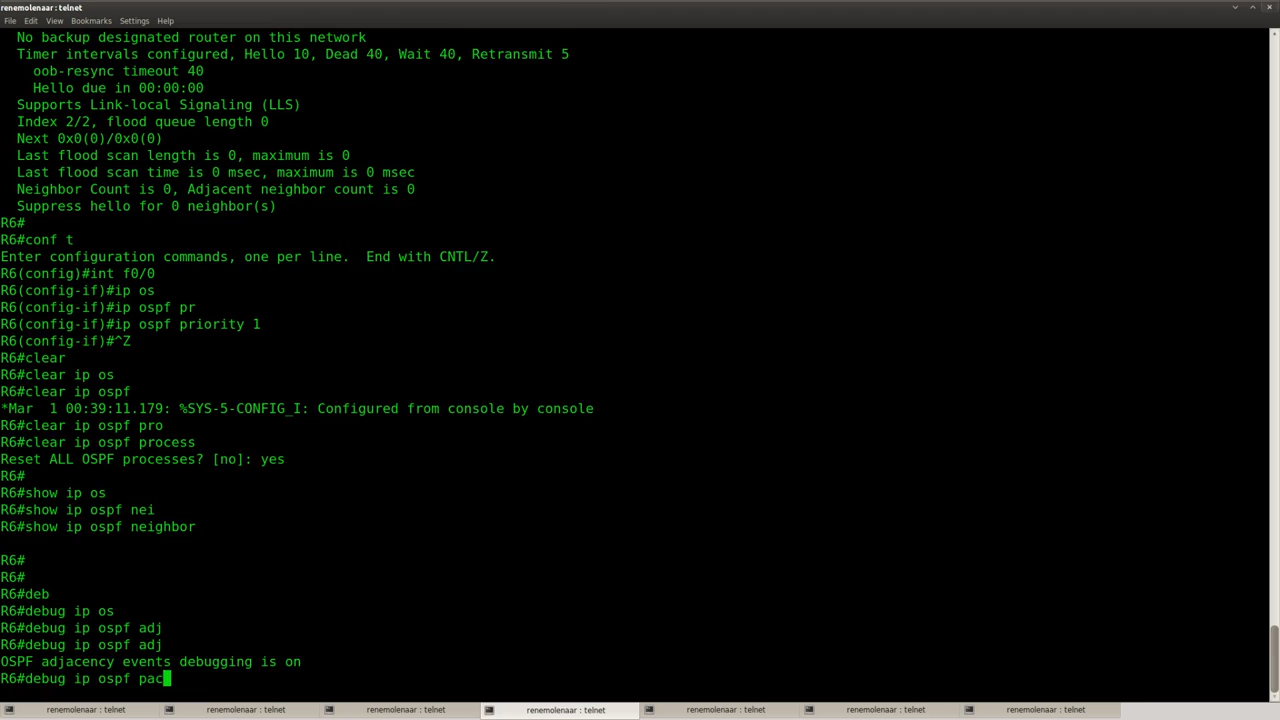 renemolenaar : telnet
File Edit View Bookmarks Settings Help
No backup designated router on this network
Timer intervals configured, Hello 10, Dead 40, Wait 40, Retransmit 5
oob-resync timeout 40
Hello due in 00:00:00
Supports Link-local Signaling (LLS)
Index 2/2, flood queue length 0
Next 0x0(0)/0x0(0)
Last flood scan length is 0, maximum is 0
Last flood scan time is 0 msec, maximum is 0 msec
Neighbor Count is 0, Adjacent neighbor count is 0
Suppress hello for 0 neighbor(s)
R6#
R6#conf t
Enter configuration commands, one per line.  End with CNTL/Z.
R6(config)#int f0/0
R6(config-if)#ip os
R6(config-if)#ip ospf pr
R6(config-if)#ip ospf priority 1
R6(config-if)#^Z
R6#clear
R6#clear ip os
R6#clear ip ospf
*Mar  1 00:39:11.179: %SYS-5-CONFIG_I: Configured from console by console
R6#clear ip ospf pro
R6#clear ip ospf process
Reset ALL OSPF processes? [no]: yes
R6#
R6#show ip os
R6#show ip ospf nei
R6#show ip ospf neighbor
R6#
R6#
R6#deb
R6#debug ip os
R6#debug ip ospf adj
R6#debug ip ospf adj
OSPF adjacency events debugging is on
R6#debug ip ospf pac
renemolenaar : telnet renemolenaar : telnet renemolenaar : telnet renemolenaar : telnet renemolenaar : telnet renemolenaar : telnet renemolenaar : telnet